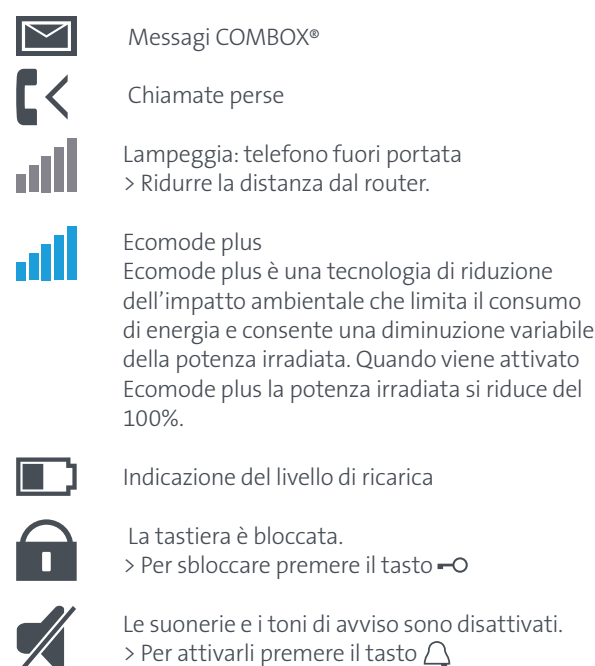 Messagi COMBOX®
Chiamate perse
Lampeggia: telefono fuori portata
> Ridurre la distanza dal router.
Ecomode plus
Ecomode plus è una tecnologia di riduzione
dell'impatto ambientale che limita il consumo
di energia e consente una diminuzione variabile
della potenza irradiata. Quando viene attivato
Ecomode plus la potenza irradiata si riduce del
100%.
Indicazione del livello di ricarica
La tastiera è bloccata.
> Per sbloccare premere il tasto
Le suonerie e i toni di avviso sono disattivati.
> Per attivarli premere il tasto